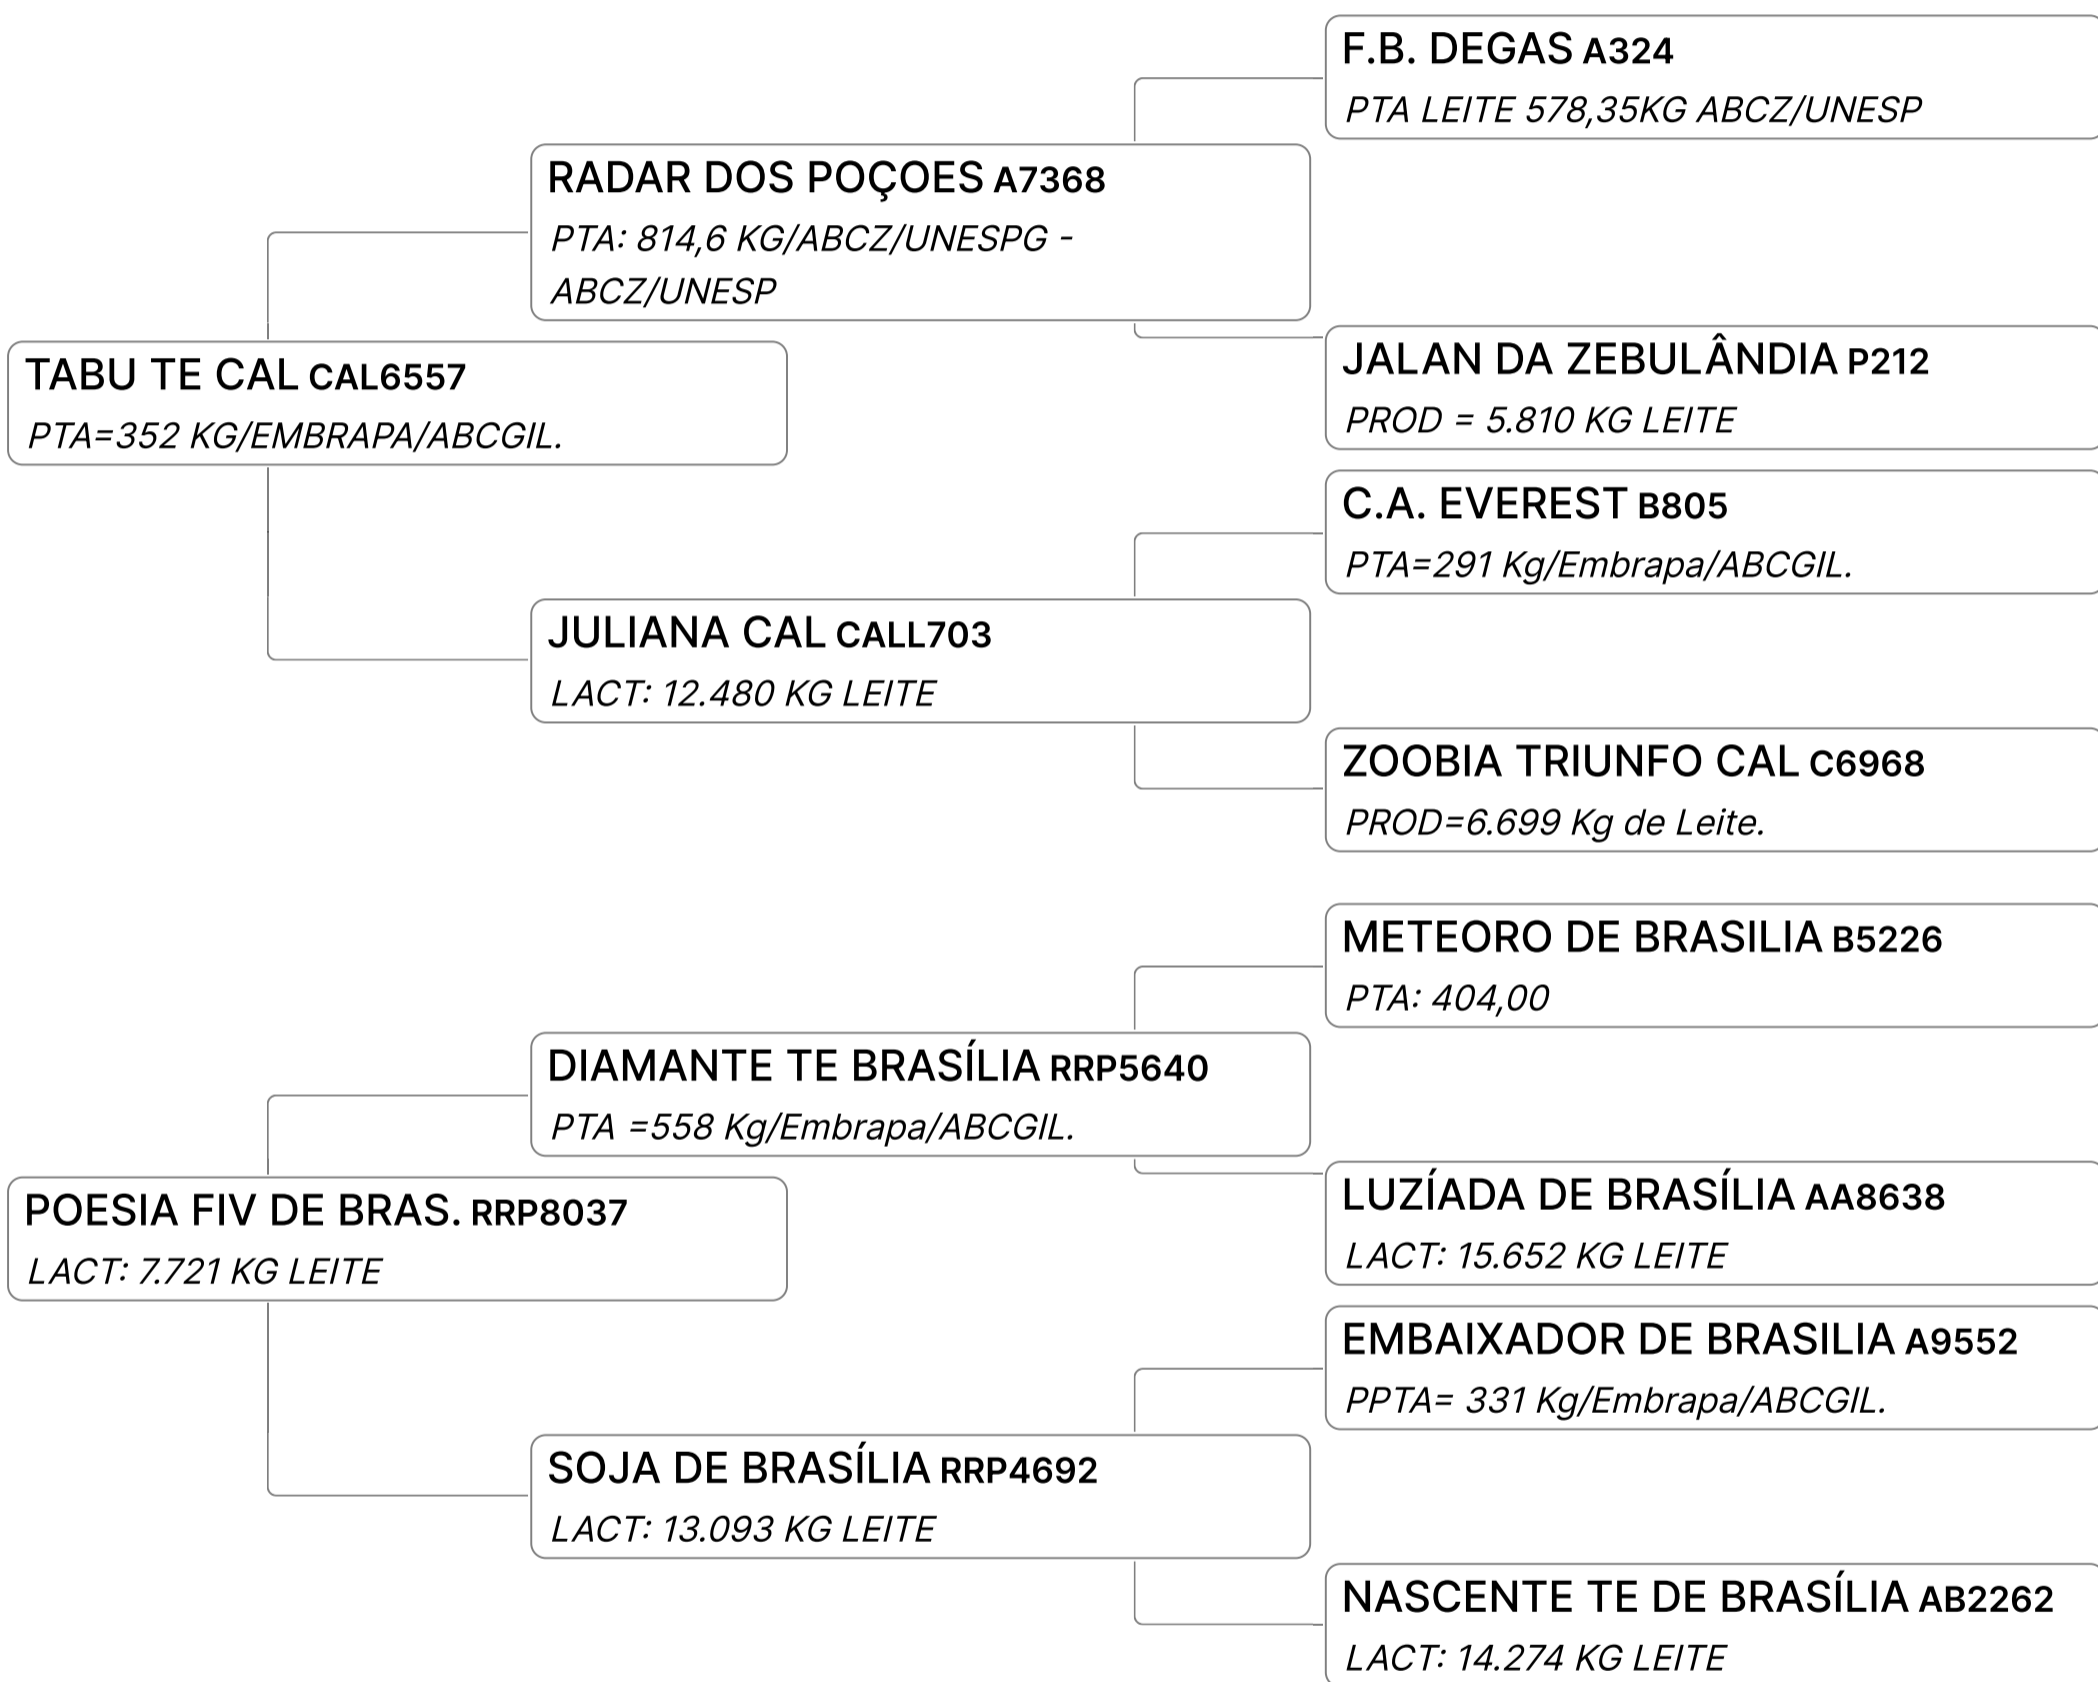 F.B. DEGAS A324
PTA LEITE 578,35KG ABCZ/UNESP
RADAR DOS POÇOES A7368
PTA: 814,6 KG/ABCZ/UNESPG -
ABCZ/UNESP
JALAN DA ZEBULÂNDIA P212
PROD = 5.810 KG LEITE
TABU TE CAL CAL6557
PTA=352 KG/EMBRAPA/ABCGIL.
C.A. EVEREST B805
PTA=291 Kg/Embrapa/ABCGIL.
JULIANA CAL CALL703
LACT: 12.480 KG LEITE
ZOOBIA TRIUNFO CAL C6968
PROD=6.699 Kg de Leite.
METEORO DE BRASILIA B5226
PTA: 404,00
DIAMANTE TE BRASÍLIA RRP5640
PTA =558 Kg/Embrapa/ABCGIL.
LUZÍADA DE BRASÍLIA AA8638
LACT: 15.652 KG LEITE
POESIA FIV DE BRAS. RRP8037
LACT: 7.721 KG LEITE
EMBAIXADOR DE BRASILIA A9552
PPTA= 331 Kg/Embrapa/ABCGIL.
SOJA DE BRASÍLIA RRP4692
LACT: 13.093 KG LEITE
NASCENTE TE DE BRASÍLIA AB2262
LACT: 14.274 KG LEITE